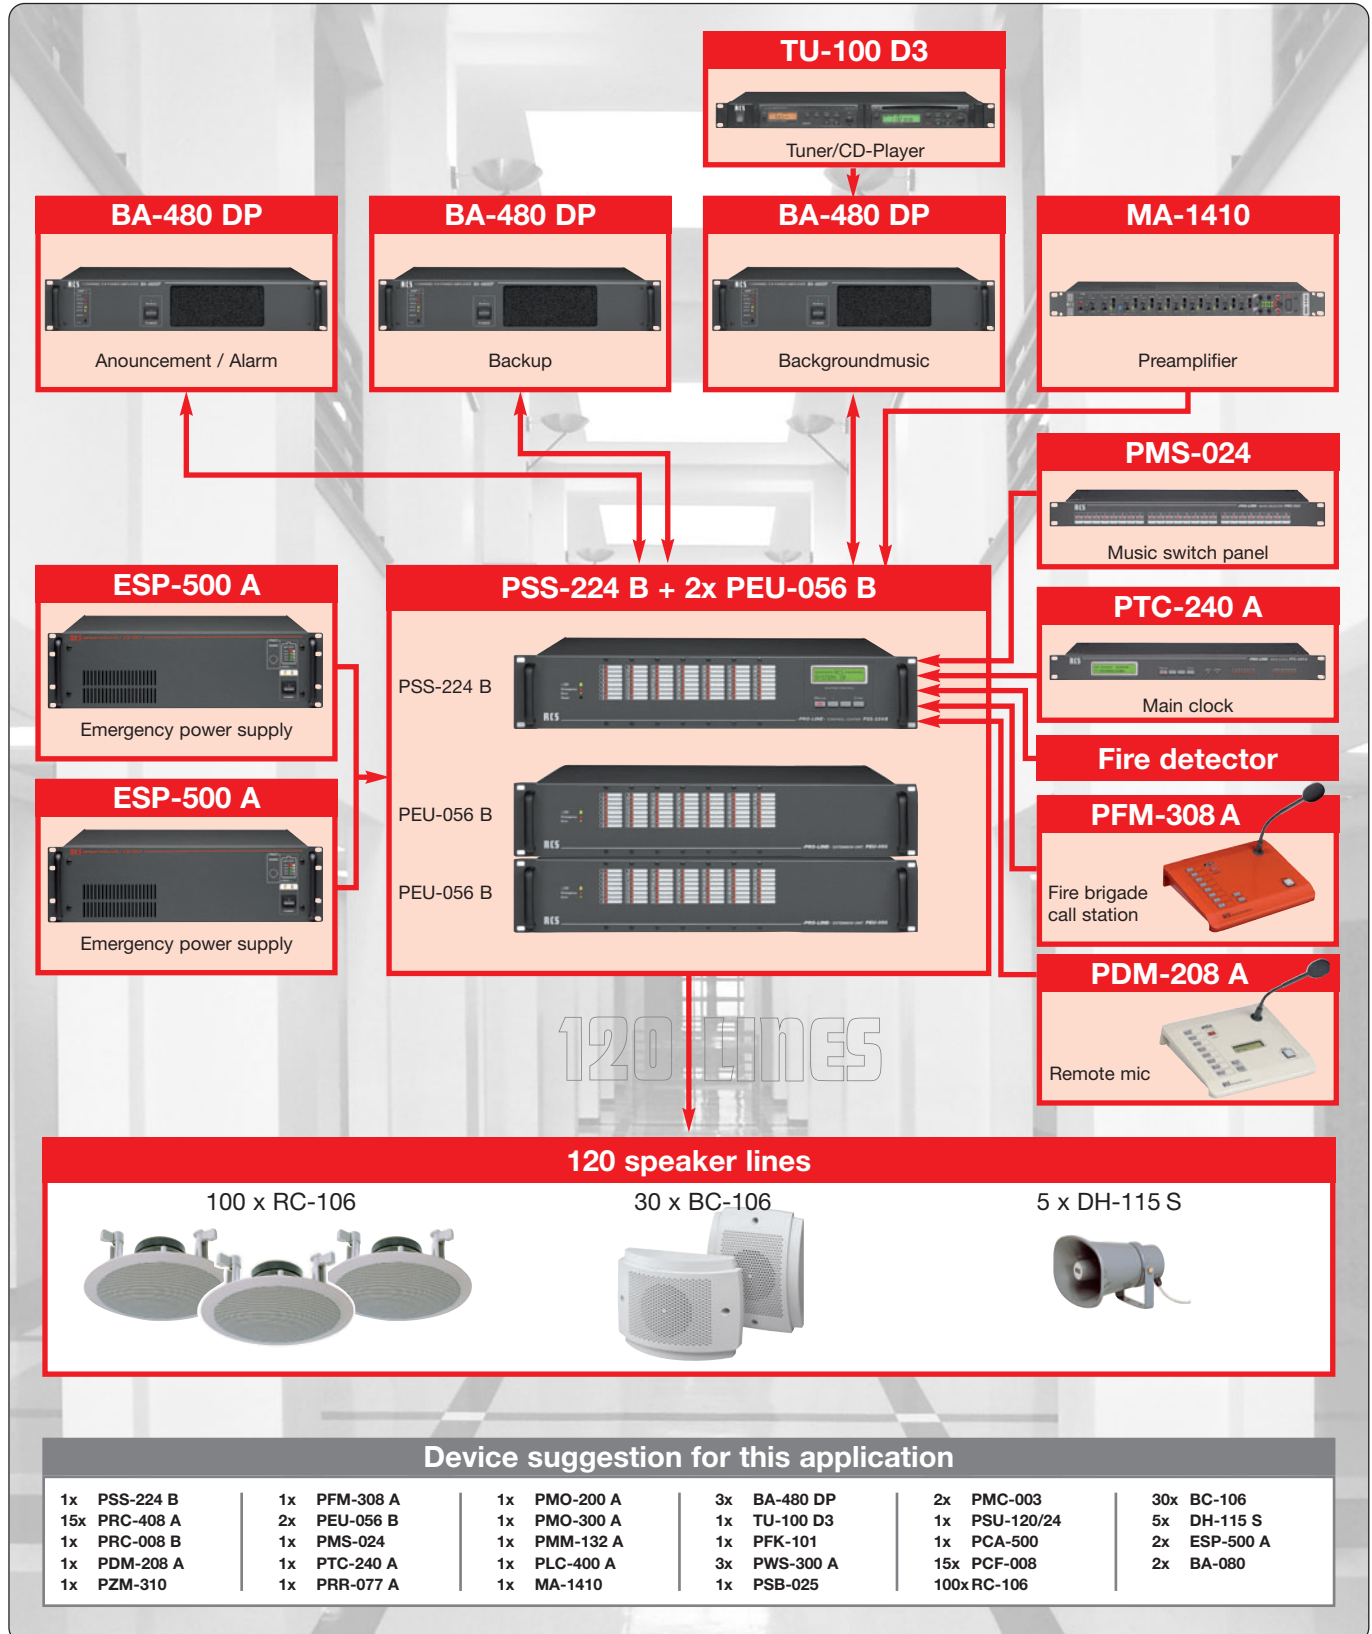 TU-100 D3
Tuner/CD-Player
BA-480 DP
Anouncement / Alarm
BA-480 DP
Backup
BA-480 DP
Backgroundmusic
MA-1410
Preamplifier
PMS-024
Music switch panel
PTC-240 A
Main clock
Fire detector
PFM-308 A
Fire brigade
call station
PDM-208 A
Remote mic
ESP-500 A
Emergency power supply
ESP-500 A
Emergency power supply
PSS-224 B + 2x PEU-056 B
PSS-224 B
PEU-056 B
PEU-056 B
120 LINES
120 speaker lines
100 x RC-106
30 x BC-106
5 x DH-115 S
Device suggestion for this application
1x PSS-224 B
15x PRC-408 A
1x PRC-008 B
1x PDM-208 A
1x PZM-310
1x PFM-308 A
2x PEU-056 B
1x PMS-024
1x PTC-240 A
1x PRR-077 A
1x PMO-200 A
1x PMO-300 A
1x PMM-132 A
1x PLC-400 A
1x MA-1410
3x BA-480 DP
1x TU-100 D3
1x PFK-101
3x PWS-300 A
1x PSB-025
2x PMC-003
1x PSU-120/24
1x PCA-500
15x PCF-008
100x RC-106
30x BC-106
5x DH-115 S
2x ESP-500 A
2x BA-080